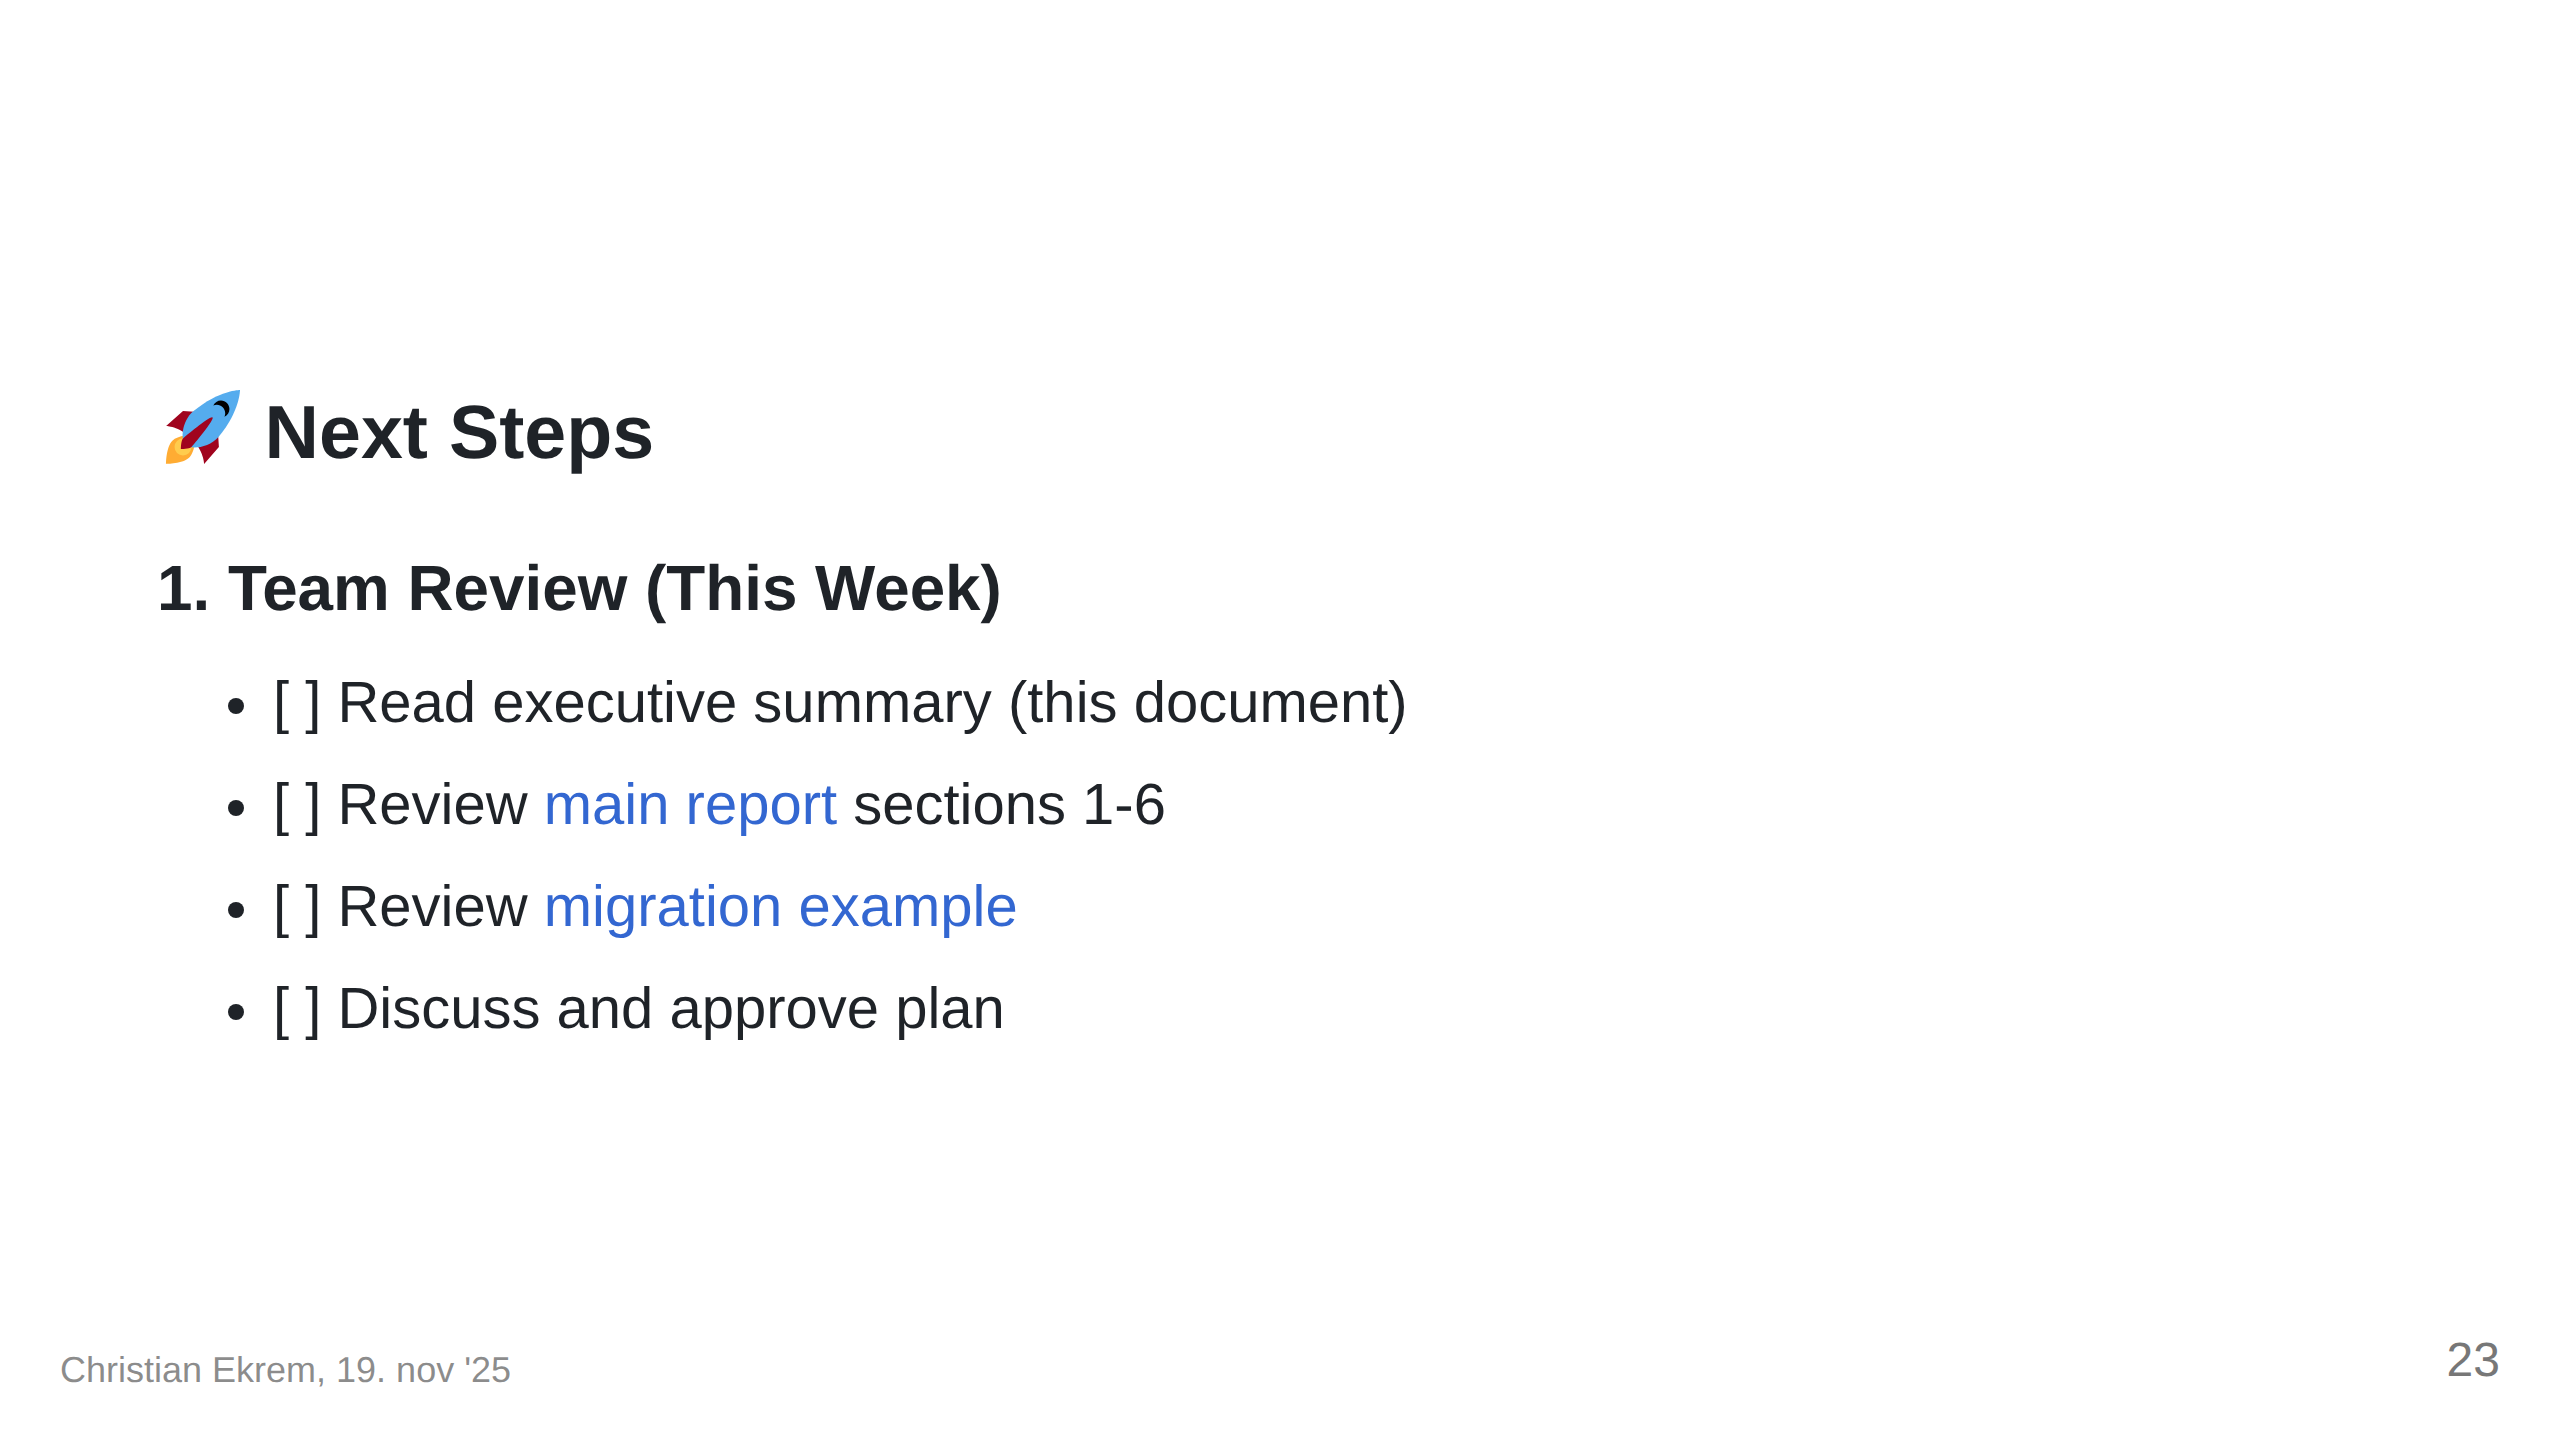 🚀 Next Steps
1. Team Review (This Week)
• [ ] Read executive summary (this document)
• [ ] Review main report sections 1-6
• [ ] Review migration example
• [ ] Discuss and approve plan
Christian Ekrem, 19. nov '25
23